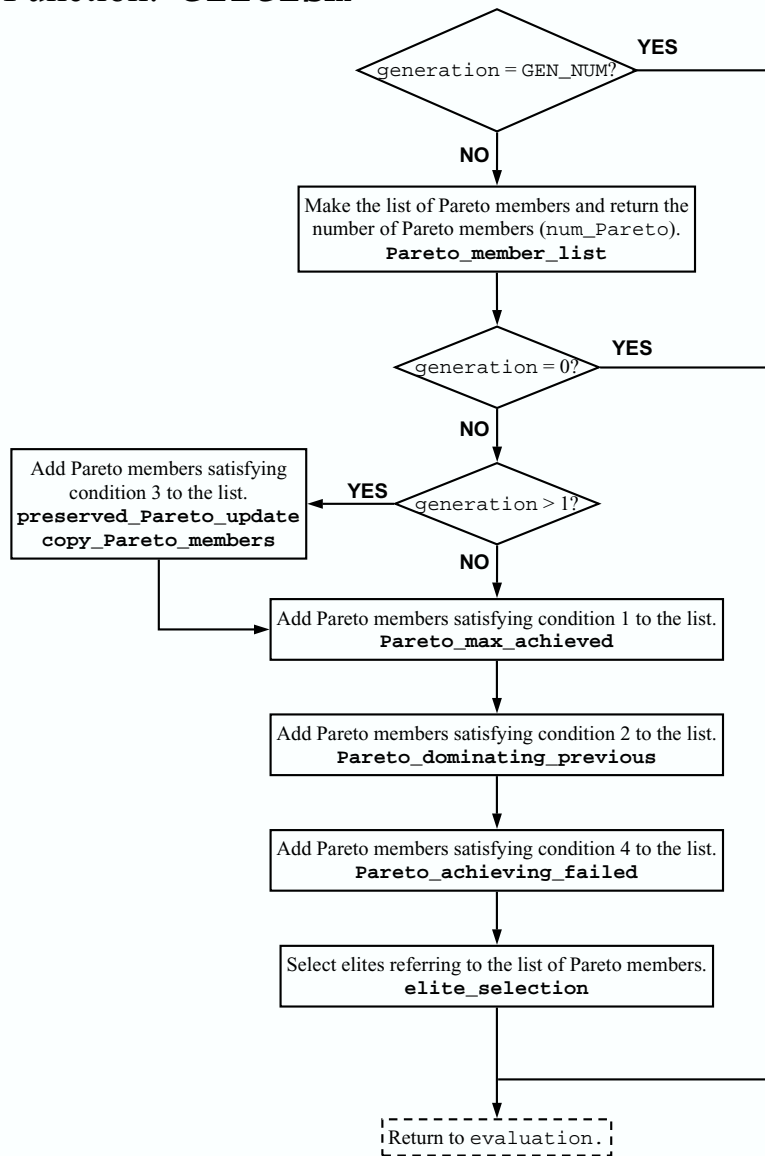 generation = GEN_NUM?
YES
NO
Make the list of Pareto members and return the
number of Pareto members (num_Pareto).
Pareto_member_list
generation = 0?
YES
NO
Add Pareto members satisfying
condition 3 to the list.
preserved_Pareto_update
copy_Pareto_members
YES
generation > 1?
NO
Add Pareto members satisfying condition 1 to the list.
Pareto_max_achieved
Add Pareto members satisfying condition 2 to the list.
Pareto_dominating_previous
Add Pareto members satisfying condition 4 to the list.
Pareto_achieving_failed
Select elites referring to the list of Pareto members.
elite_selection
Return to evaluation.